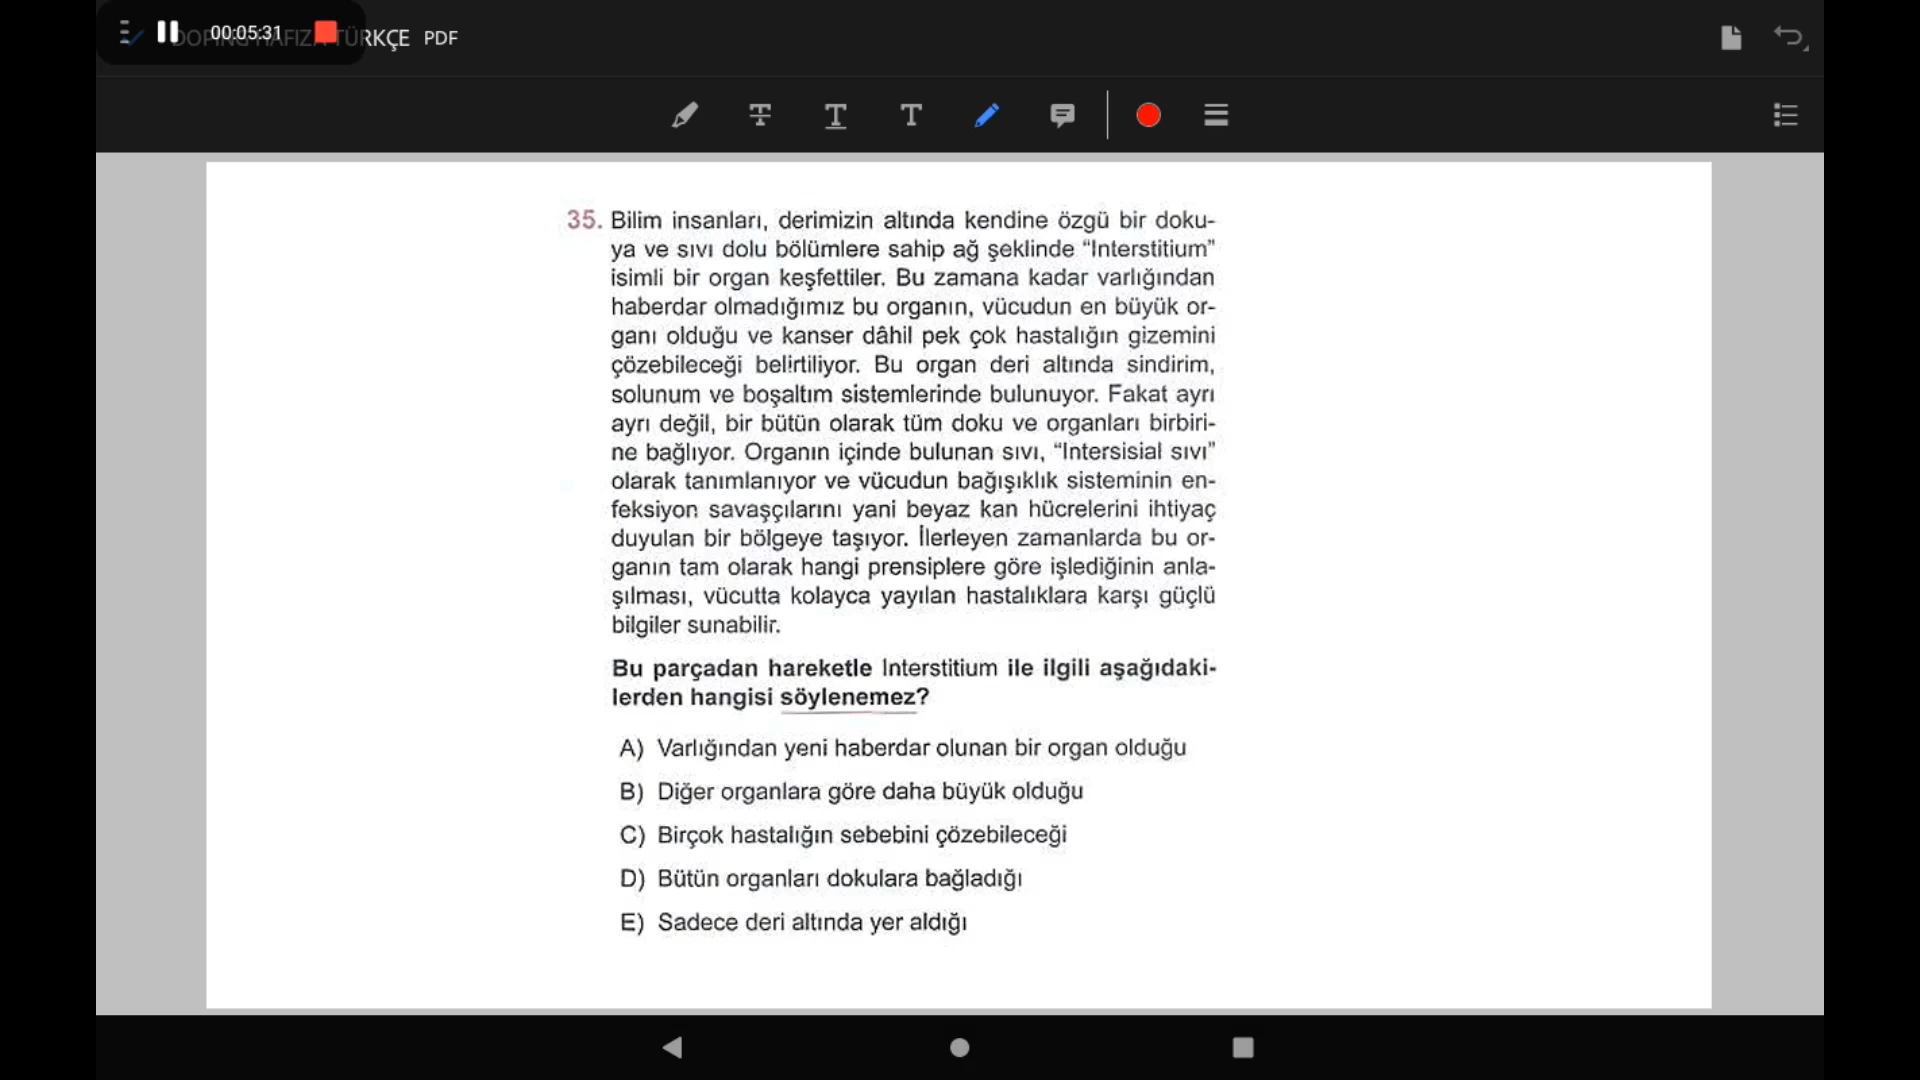 00:05:31
DOPİNG HAFIZA TÜRKÇE PDF
35. Bilim insanları, derimizin altında kendine özgü bir doku-
ya ve sıvı dolu bölümlere sahip ağ şeklinde “Interstitium”
isimli bir organ keşfettiler. Bu zamana kadar varlığından
haberdar olmadığımız bu organın, vücudun en büyük or-
ganı olduğu ve kanser dâhil pek çok hastalığın gizemini
çözebileceği belirtiliyor. Bu organ deri altında sindirim,
solunum ve boşaltım sistemlerinde bulunuyor. Fakat ayrı
ayrı değil, bir bütün olarak tüm doku ve organları birbiri-
ne bağlıyor. Organın içinde bulunan sıvı, “Intersisial sıvı”
olarak tanımlanıyor ve vücudun bağışıklık sisteminin en-
feksiyon savaşçılarını yani beyaz kan hücrelerini ihtiyaç
duyulan bir bölgeye taşıyor. İlerleyen zamanlarda bu or-
ganın tam olarak hangi prensiplere göre işlediğinin anla-
şılması, vücutta kolayca yayılan hastalıklara karşı güçlü
bilgiler sunabilir.
Bu parçadan hareketle Interstitium ile ilgili aşağıdaki-
lerden hangisi söylenemez?
A) Varlığından yeni haberdar olunan bir organ olduğu
B) Diğer organlara göre daha büyük olduğu
C) Birçok hastalığın sebebini çözebileceği
D) Bütün organları dokulara bağladığı
E) Sadece deri altında yer aldığı